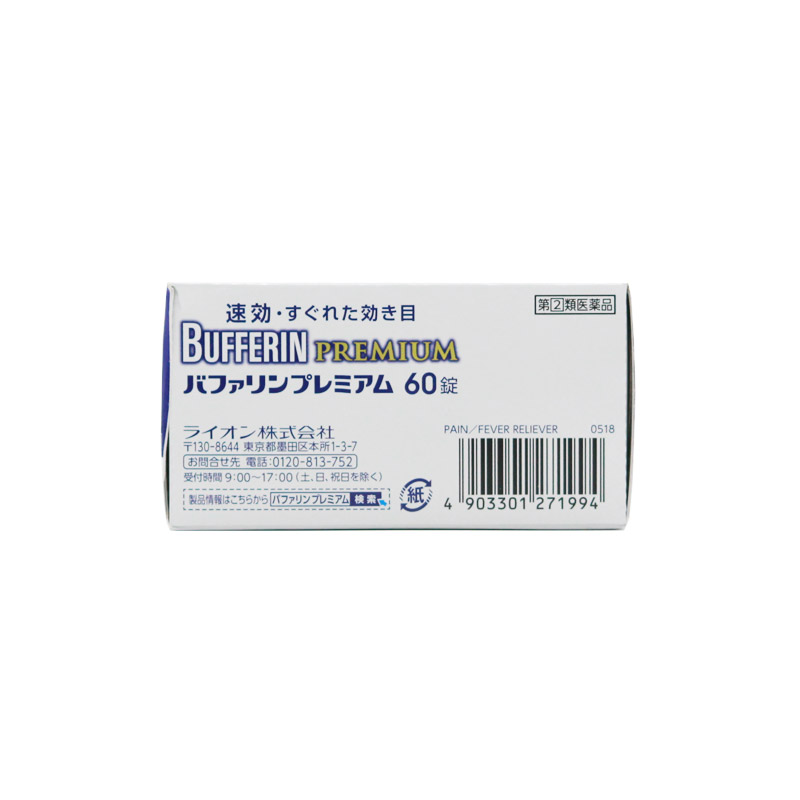 速効・すぐれた効き目
指②類医薬品
BUFFERIN PREMIUM
バファリンプレミアム 60錠
ライオン株式会社
〒130-8644 東京都墨田区本所1-3-7
お問合せ先 電話:0120-813-752
受付時間 9:00〜17:00(土、日、祝日を除く)
製品情報はこちらから バファリンプレミアム 検索
紙
PAIN/FEVER RELIEVER 0518
4 903301 271994